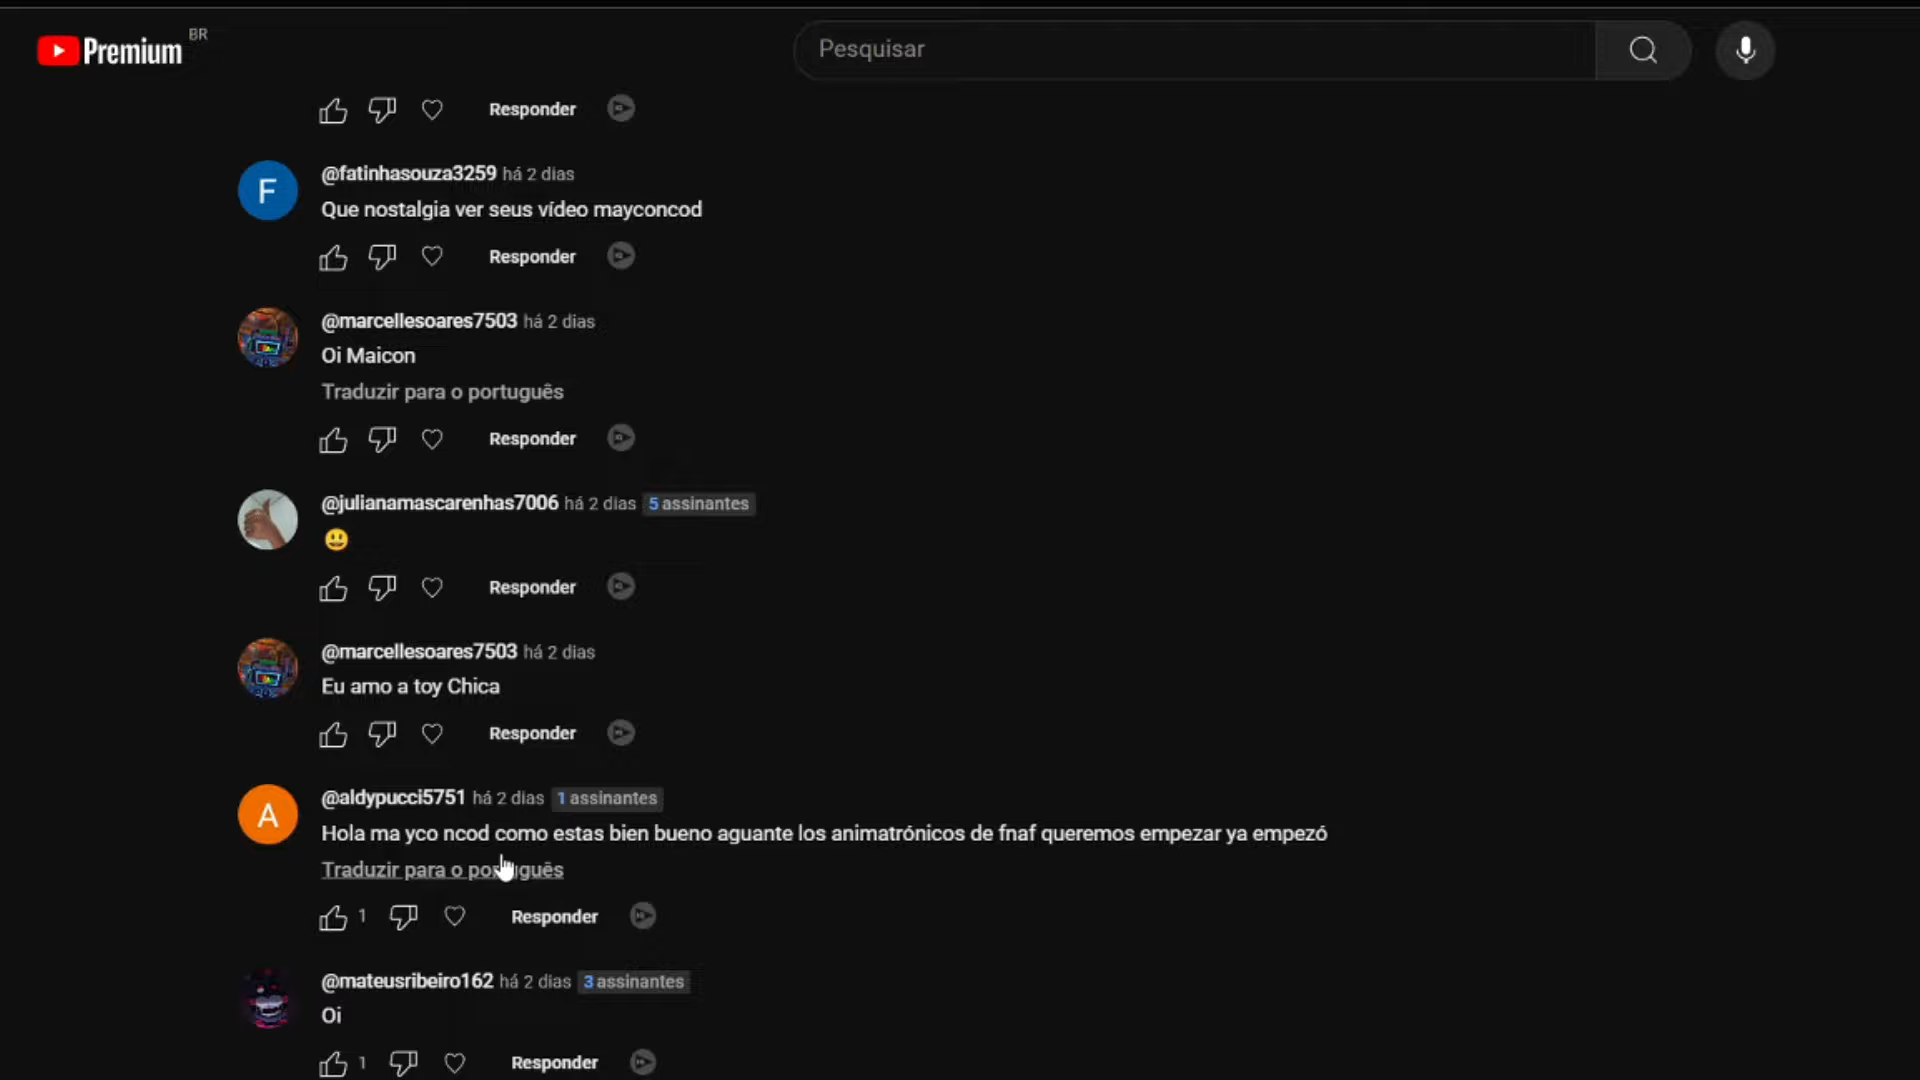 Premium BR
Pesquisar
Responder
@fatinhasouza3259 há 2 dias
F
Que nostalgia ver seus vídeo mayconcod
Responder
@marcellesoares7503 há 2 dias
Oi Maicon
Traduzir para o português
Responder
@julianamascarenhas7006 há 2 dias 5 assinantes
😃
Responder
@marcellesoares7503 há 2 dias
Eu amo a toy Chica
Responder
@aldypucci5751 há 2 dias 1 assinantes
A
Hola ma yco ncod como estas bien bueno aguante los animatrónicos de fnaf queremos empezar ya empezó
Traduzir para o português
1 Responder
@mateusribeiro162 há 2 dias 3 assinantes
Oi
1 Responder